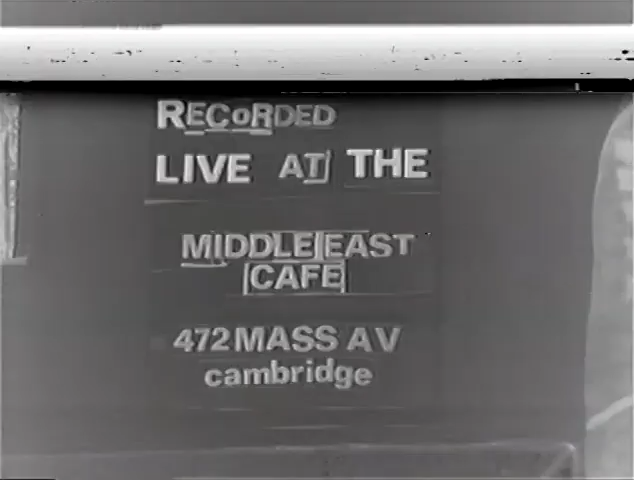 RECoRDED
LIVE AT THE
MIDDLE EAST
CAFE
472 MASS AV
cambridge